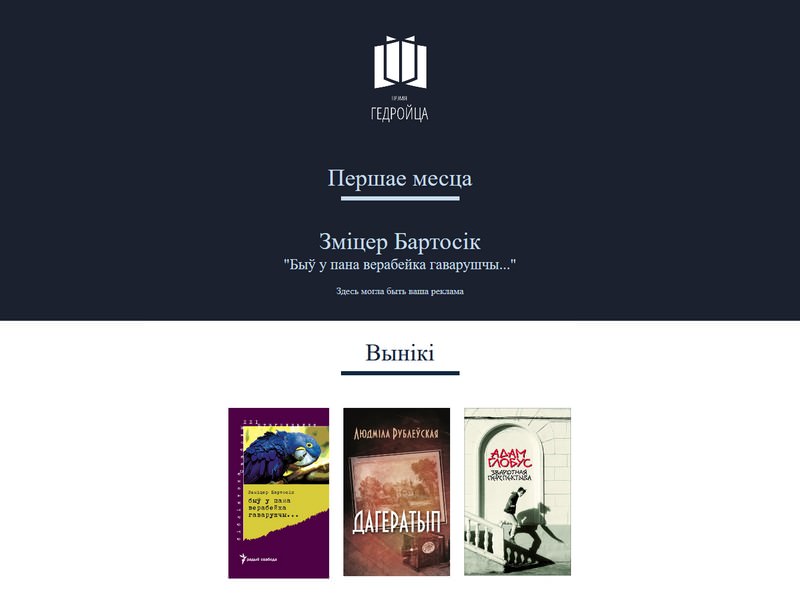 ПРЭМІЯ
ГЕДРОЙЦА
Першае месца
Зміцер Бартосік
"Быў у пана верабейка гаварушчы..."
Здесь могла быть ваша реклама
Вынікі
Зміцер Бартосік
быў у пана
верабейка
гаварушчы...
радыё свабода
Людміла Рублеўская
ДАГЕРАТЫП
АДАМ
ГЛОБУС
ЗВАРОТНАЯ
ПЕРСПЕКТЫВА